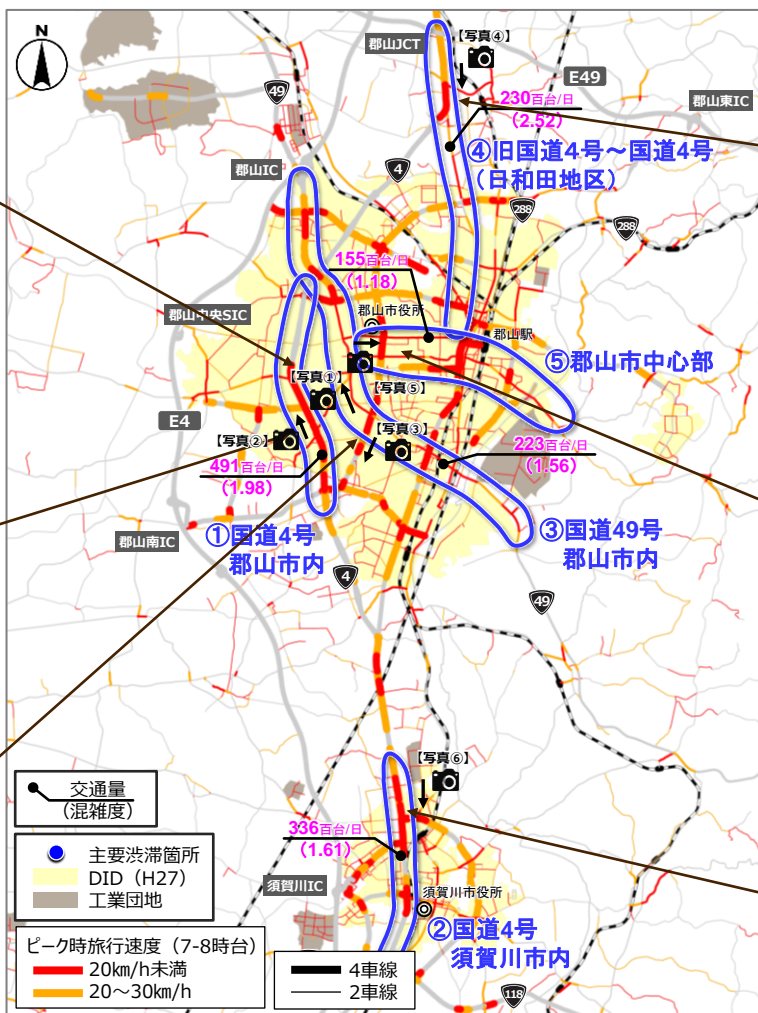 N
郡山JCT
【写真④】
E49
49
230百台/日
(2.52)
郡山東IC
④旧国道4号～国道4号
（日和田地区）
郡山IC
4
288
288
155百台/日
(1.18)
郡山市役所
郡山中央SIC
郡山駅
⑤郡山市中心部
【写真①】
【写真⑤】
E4
【写真②】
【写真③】
491百台/日
(1.98)
223百台/日
(1.56)
郡山南IC
①国道4号
郡山市内
③国道49号
郡山市内
4
49
【写真⑥】
交通量
(混雑度)
336百台/日
(1.61)
主要渋滞箇所
DID（H27）
工業団地
須賀川IC
須賀川市役所
②国道4号
須賀川市内
ピーク時旅行速度（7-8時台）
20km/h未満
20～30km/h
4車線
2車線
118